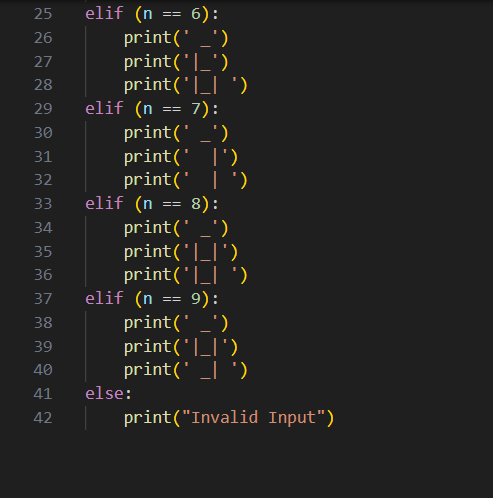 25 elif (n == 6):
26     print(' _')
27     print('|_')
28     print('|_| ')
29 elif (n == 7):
30     print(' _')
31     print('  |')
32     print('  | ')
33 elif (n == 8):
34     print(' _')
35     print('|_|')
36     print('|_| ')
37 elif (n == 9):
38     print(' _')
39     print('|_|')
40     print(' _| ')
41 else:
42     print("Invalid Input")